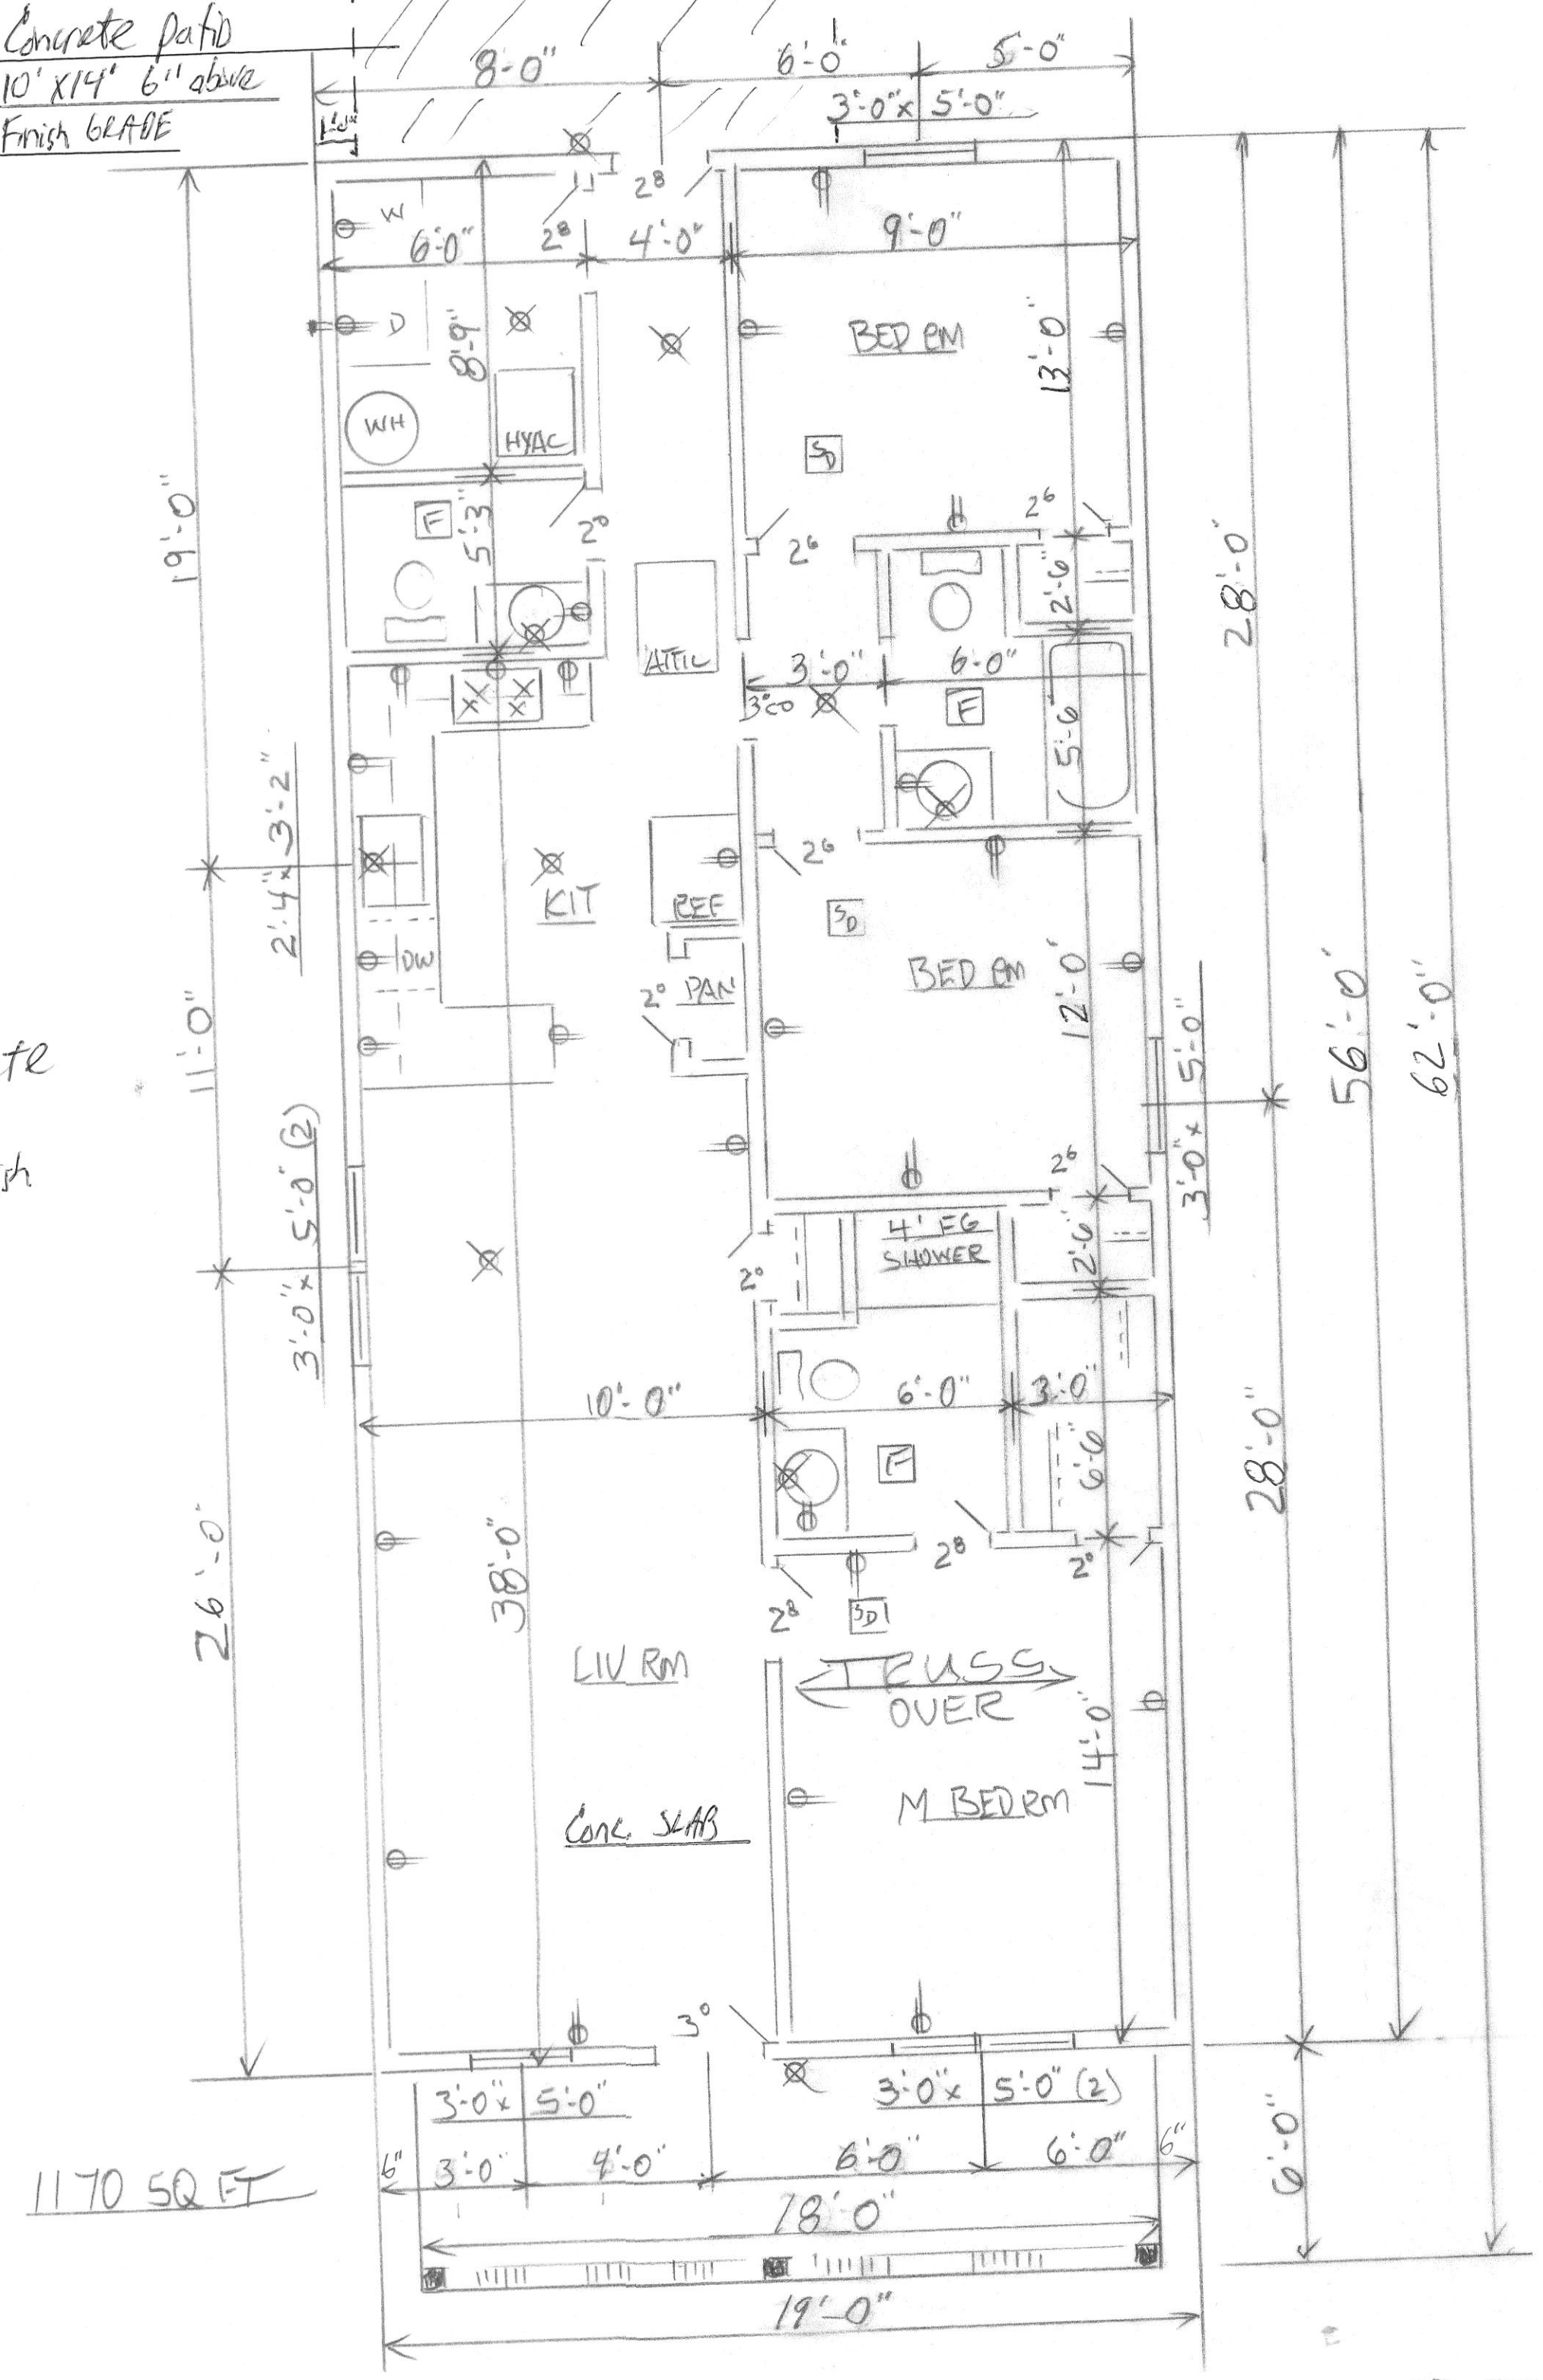 Concrete patio
10' X14' 6" above
Finish GRADE
8'-0"
6'-0"
5'-0"
3'-0"x 5'-0"
2⁸
W
6'-0"
2⁸
4'-0"
9'-0"
D
8'-9"
BED RM
13'-0"
WH
HVAC
SD
19'-0"
F
5'-3"
2⁰
2⁶
2⁶
2'-6"
28'-0"
ATTIC
3'-0"
6'-0"
3⁰CO
F
5'-6"
2'-4"x 3'-2"
2⁶
KIT
REF
SD
DW
2⁰ PAN
BED RM
12'-0"
11'-0"
3'-0"x 5'-0"
56'-0"
62'-0"
3'-0"x 5'-0" (2)
2⁶
4' FG
SHOWER
2'-6"
2⁰
10'-0"
6'-0"
3'-0"
F
6'-6"
28'-0"
26'-0"
38'-0"
2⁸
2⁰
2⁸
SD
LIV RM
TRUSS
OVER
14'-0"
M BEDRM
Conc. SLAB
3⁰
3'-0"x 5'-0"
3'-0"x 5'-0" (2)
6"
3'-0"
4'-0"
6'-0"
6'-0"
6"
6'-0"
1170 SQ FT
18'-0"
19'-0"